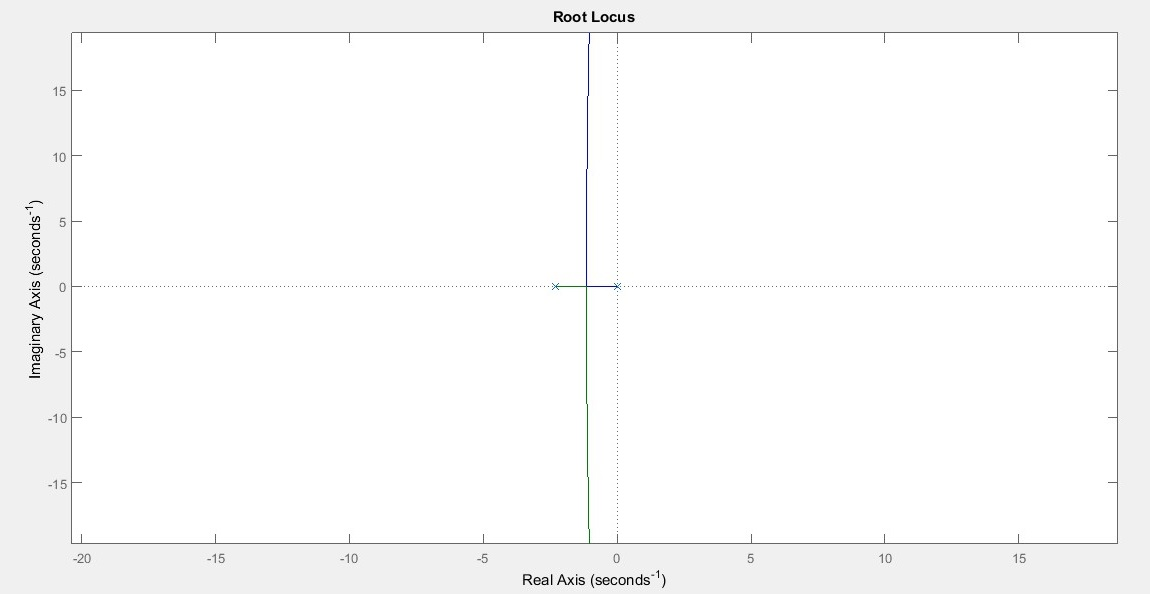 Root Locus
15
10
5
0
-5
-10
-15
Imaginary Axis (seconds⁻¹)
-20 -15 -10 -5 0 5 10 15
Real Axis (seconds⁻¹)